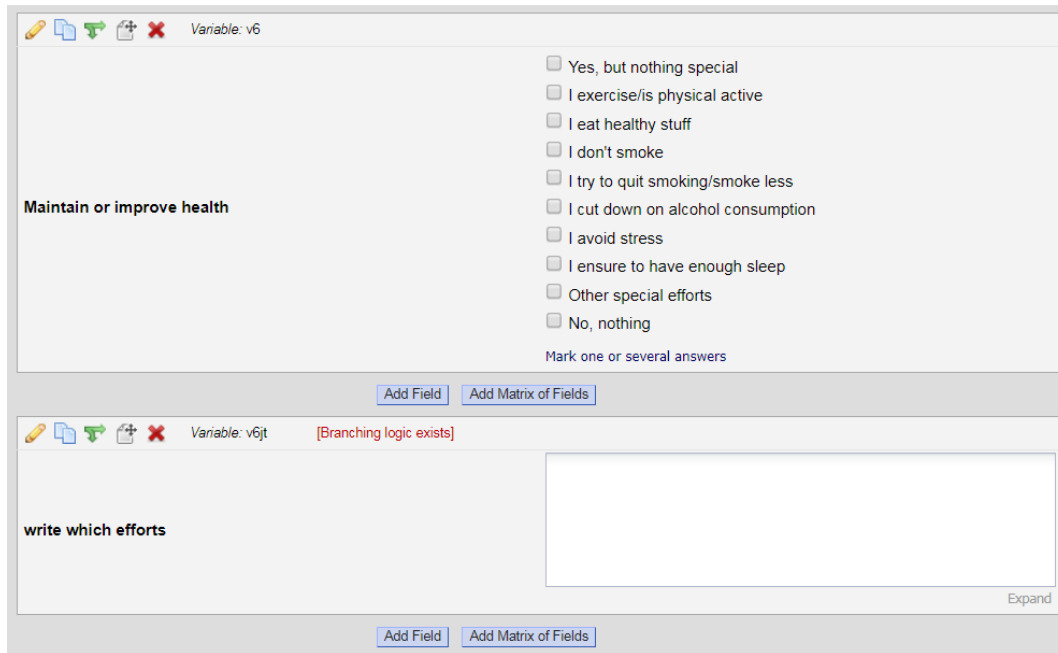 Variable: v6
Yes, but nothing special
I exercise/is physical active
I eat healthy stuff
I don't smoke
I try to quit smoking/smoke less
Maintain or improve health
I cut down on alcohol consumption
I avoid stress
I ensure to have enough sleep
Other special efforts
No, nothing
Mark one or several answers
Add Field Add Matrix of Fields
Variable: v6jt [Branching logic exists]
write which efforts
Expand
Add Field Add Matrix of Fields